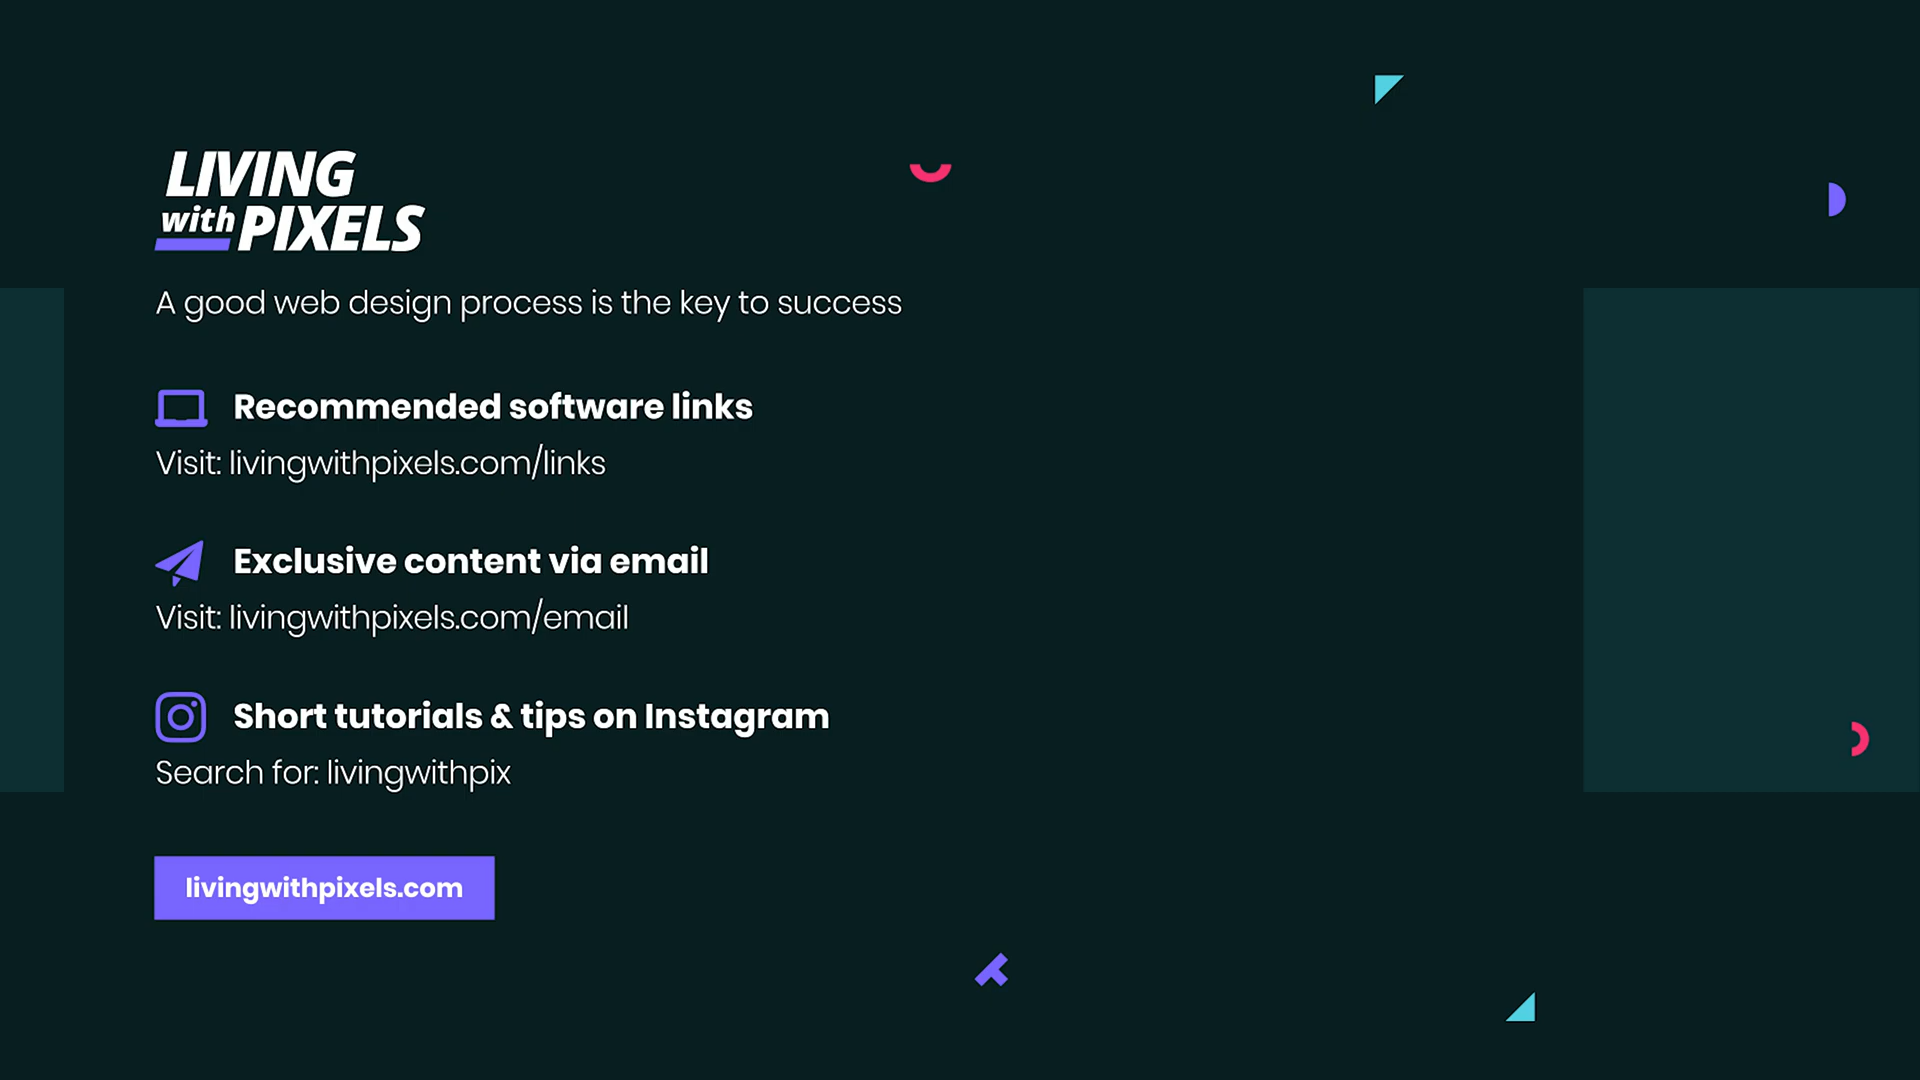 LIVING
with PIXELS
A good web design process is the key to success
Recommended software links
Visit: livingwithpixels.com/links
Exclusive content via email
Visit: livingwithpixels.com/email
Short tutorials & tips on Instagram
Search for: livingwithpix
livingwithpixels.com